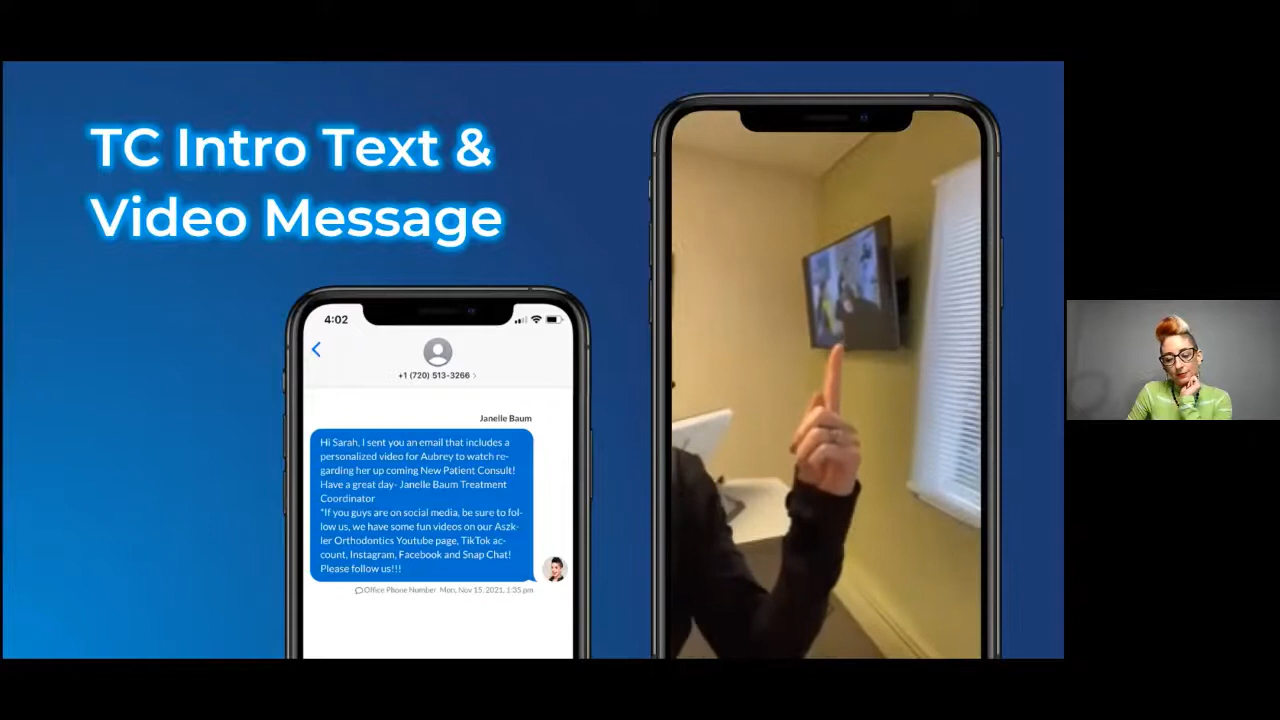 TC Intro Text &
Video Message
4:02
+1 (720) 513-3266 >
Janelle Baum
Hi Sarah, I sent you an email that includes a
personalized video for Aubrey to watch re-
garding her up coming New Patient Consult!
Have a great day- Janelle Baum Treatment
Coordinator
*If you guys are on social media, be sure to fol-
low us, we have some fun videos on our Aszk-
ler Orthodontics Youtube page, TikTok ac-
count, Instagram, Facebook and Snap Chat!
Please follow us!!!
Office Phone Number Mon, Nov 15, 2021, 1:35 pm